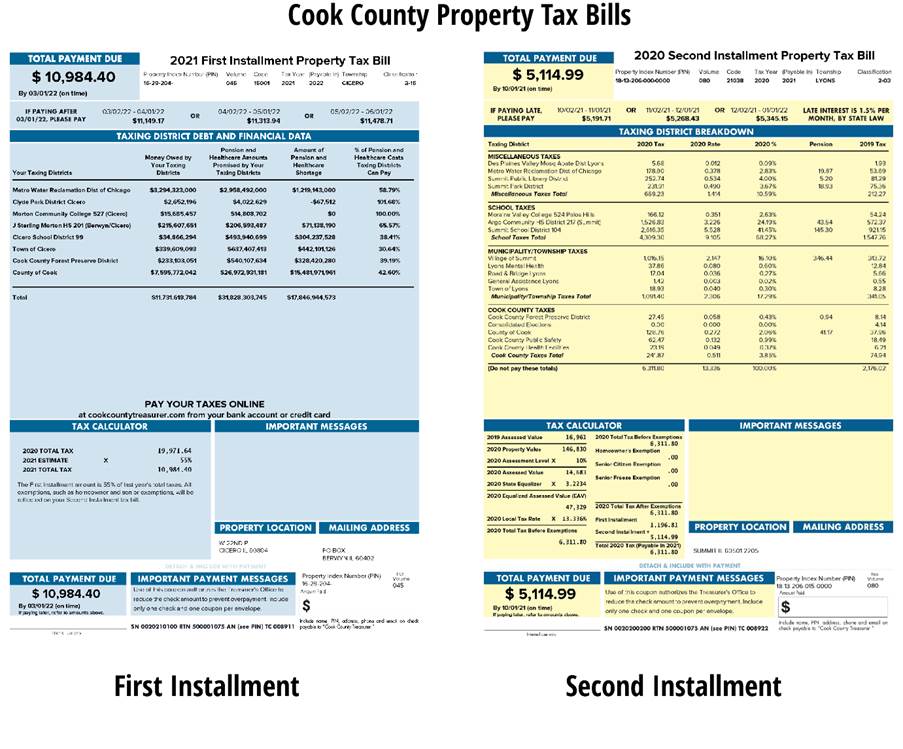 Cook County Property Tax Bills
TOTAL PAYMENT DUE
$ 10,984.40
By 03/01/22 (on time)
2021 First Installment Property Tax Bill
Property Index Number (PIN) Volume Code Tax Year (Payable In) Township
16-29-204- 045 15001 2021 2022 CICERO
IF PAYING AFTER 03/01/22, PLEASE PAY
03/02/22 - 04/01/22 $11,149.17
OR
04/02/22 - 05/01/22 $11,313.94
OR
05/02/22 - 06/01/22 $11,478.71
TAXING DISTRICT DEBT AND FINANCIAL DATA
Your Taxing Districts
Money Owed by Your Taxing Districts
Pension and Healthcare Amounts Promised by Your Taxing Districts
Amount of Pension and Healthcare Shortage
% of Pension and Healthcare Costs Taxing Districts Can Pay
Metro Water Reclamation Dist of Chicago $3,294,323,000 $2,958,492,000 $1,219,143,000 58.79%
Clyde Park District Cicero $2,652,196 $4,022,629 -$67,512 101.68%
Morton Community College 527 (Cicero) $15,685,457 $14,808,702 $0 100.00%
J Sterling Morton HS 201 (Berwyn/Cicero) $215,607,651 $206,593,487 $71,138,190 65.57%
Cicero School District 99 $34,866,294 $493,940,699 $304,237,528 38.41%
Town of Cicero $339,609,093 $637,407,413 $442,101,126 30.64%
Cook County Forest Preserve District $233,103,051 $540,107,634 $328,420,280 39.19%
County of Cook $7,595,772,042 $26,972,931,181 $15,481,971,961 42.60%
Total $11,731,619,784 $31,828,303,745 $17,846,944,573
PAY YOUR TAXES ONLINE
at cookcountytreasurer.com from your bank account or credit card
TAX CALCULATOR
2020 TOTAL TAX 19,971.64
2021 ESTIMATE X 55%
2021 TOTAL TAX 10,984.40
The First Installment amount is 55% of last year's total taxes. All
exemptions, such as homeowner and senior exemptions, will be
reflected on your Second Installment tax bill.
IMPORTANT MESSAGES
PROPERTY LOCATION
W 22ND P
CICERO IL 60804
MAILING ADDRESS
PO BOX
BERWYN IL 60402
DETACH & INCLUDE WITH PAYMENT
TOTAL PAYMENT DUE
$ 10,984.40
By 03/01/22 (on time)
If paying later, refer to amounts above.
IMPORTANT PAYMENT MESSAGES
Use of this coupon authorizes the Treasurer's Office to
reduce the check amount to prevent overpayment. Include
only one check and one coupon per envelope.
SN 0020210100 RTN 500001075 AN (see PIN) TC 008911
Property Index Number (PIN)
16-29-204-
Volume
045
Amount Paid
$
Include name, PIN, address, phone and email on check
payable to "Cook County Treasurer."
TOTAL PAYMENT DUE
$ 5,114.99
By 10/01/21 (on time)
2020 Second Installment Property Tax Bill
Property Index Number (PIN) Volume Code Tax Year (Payable In) Township Classification
18-13-206-0000000 080 21038 2020 2021 LYONS 2-03
IF PAYING LATE, PLEASE PAY
10/02/21 - 11/01/21 $5,191.71
OR
11/02/21 - 12/01/21 $5,268.43
OR
12/02/21 - 01/01/22 $5,345.15
LATE INTEREST IS 1.5% PER MONTH, BY STATE LAW
TAXING DISTRICT BREAKDOWN
Taxing District 2020 Tax 2020 Rate 2020 % Pension 2019 Tax
MISCELLANEOUS TAXES
Des Plaines Valley Mosq Abate Dist Lyons 5.68 0.012 0.09% 1.99
Metro Water Reclamation Dist of Chicago 178.90 0.378 2.83% 19.87 53.69
Summit Public Library District 252.74 0.534 4.00% 5.20 81.29
Summit Park District 231.91 0.490 3.67% 18.93 75.36
Miscellaneous Taxes Total 669.23 1.414 10.59% 212.27
SCHOOL TAXES
Moraine Valley College 524 Palos Hills 166.12 0.351 2.63% 54.24
Argo Community HS District 217 (Summit) 1,526.83 3.226 24.19% 43.54 572.37
Summit School District 104 2,616.35 5.528 41.45% 145.30 921.15
School Taxes Total 4,309.30 9.105 68.27% 1,547.76
MUNICIPALITY/TOWNSHIP TAXES
Village of Summit 1,016.15 2.147 16.10% 346.44 313.72
Lyons Mental Health 37.86 0.080 0.60% 12.84
Road & Bridge Lyons 17.04 0.036 0.27% 5.66
General Assistance Lyons 1.42 0.003 0.02% 0.55
Town of Lyons 18.93 0.040 0.30% 8.28
Municipality/Township Taxes Total 1,091.40 2.306 17.29% 341.05
COOK COUNTY TAXES
Cook County Forest Preserve District 27.45 0.058 0.43% 0.94 8.14
Consolidated Elections 0.00 0.000 0.00% 4.14
County of Cook 128.76 0.272 2.06% 41.17 37.96
Cook County Public Safety 62.47 0.132 0.99% 18.49
Cook County Health Facilities 23.19 0.049 0.37% 6.21
Cook County Taxes Total 241.87 0.511 3.85% 74.94
(Do not pay these totals) 6,311.80 13.336 100.00% 2,176.02
TAX CALCULATOR
2019 Assessed Value 16,961
2020 Property Value 146,830
2020 Assessment Level X 10%
2020 Assessed Value 14,683
2020 State Equalizer X 3.2234
2020 Equalized Assessed Value (EAV)
47,329
2020 Local Tax Rate X 13.336%
2020 Total Tax Before Exemptions
6,311.80
2020 Total Tax Before Exemptions
6,311.80
Homeowner's Exemption
.00
Senior Citizen Exemption
.00
Senior Freeze Exemption
.00
2020 Total Tax After Exemptions
6,311.80
First Installment
1,196.81
Second Installment +
5,114.99
Total 2020 Tax (Payable In 2021)
6,311.80
IMPORTANT MESSAGES
PROPERTY LOCATION
SUMMIT IL 60501 2205
MAILING ADDRESS
DETACH & INCLUDE WITH PAYMENT
TOTAL PAYMENT DUE
$ 5,114.99
By 10/01/21 (on time)
If paying later, refer to amounts above.
IMPORTANT PAYMENT MESSAGES
Use of this coupon authorizes the Treasurer's Office to
reduce the check amount to prevent overpayment. Include
only one check and one coupon per envelope.
SN 0020200200 RTN 500001075 AN (see PIN) TC 008922
Property Index Number (PIN)
18 13 206 015 0000
Volume
080
Amount Paid
$
Include name, PIN, address, phone and email on
check payable to "Cook County Treasurer".
First Installment
Second Installment